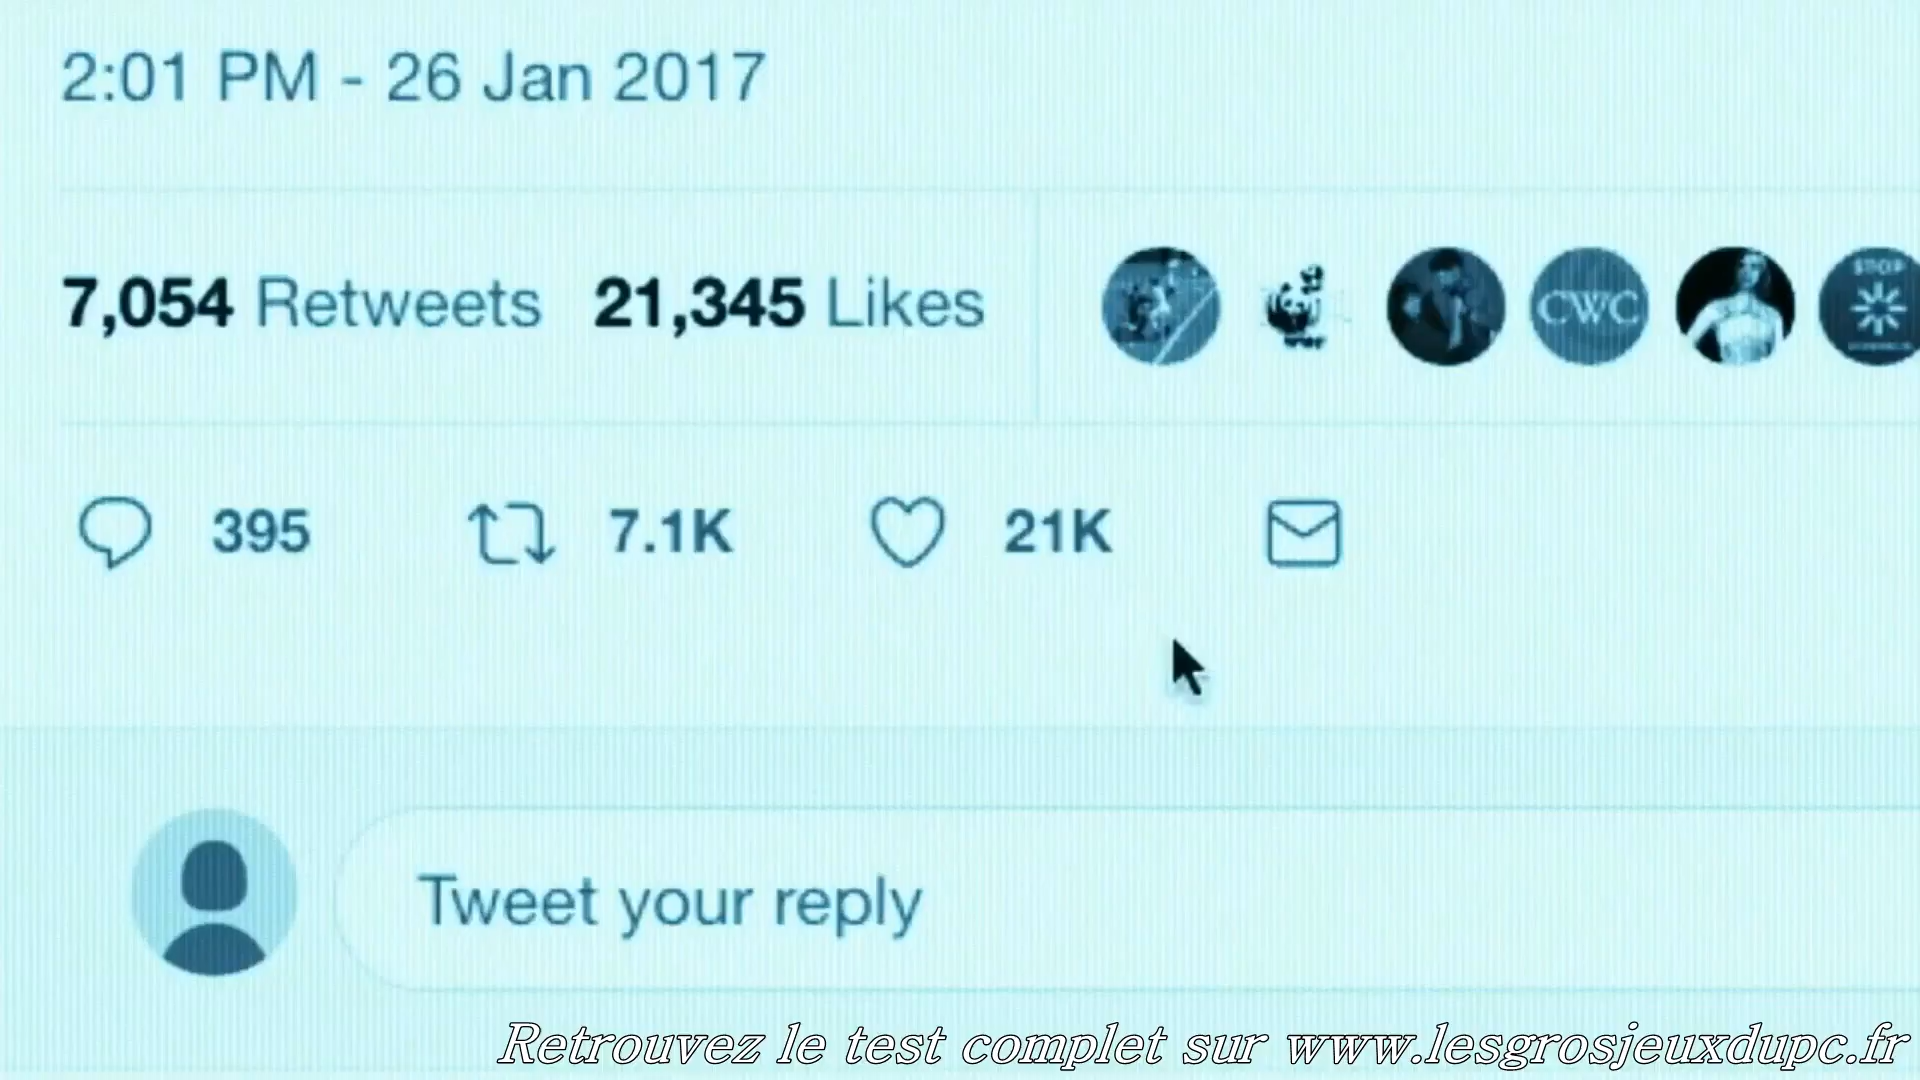 2:01 PM - 26 Jan 2017
7,054 Retweets 21,345 Likes
CWC
STOP
395 7.1K 21K
Tweet your reply
Retrouvez le test complet sur www.lesgrosjeuxdupc.fr